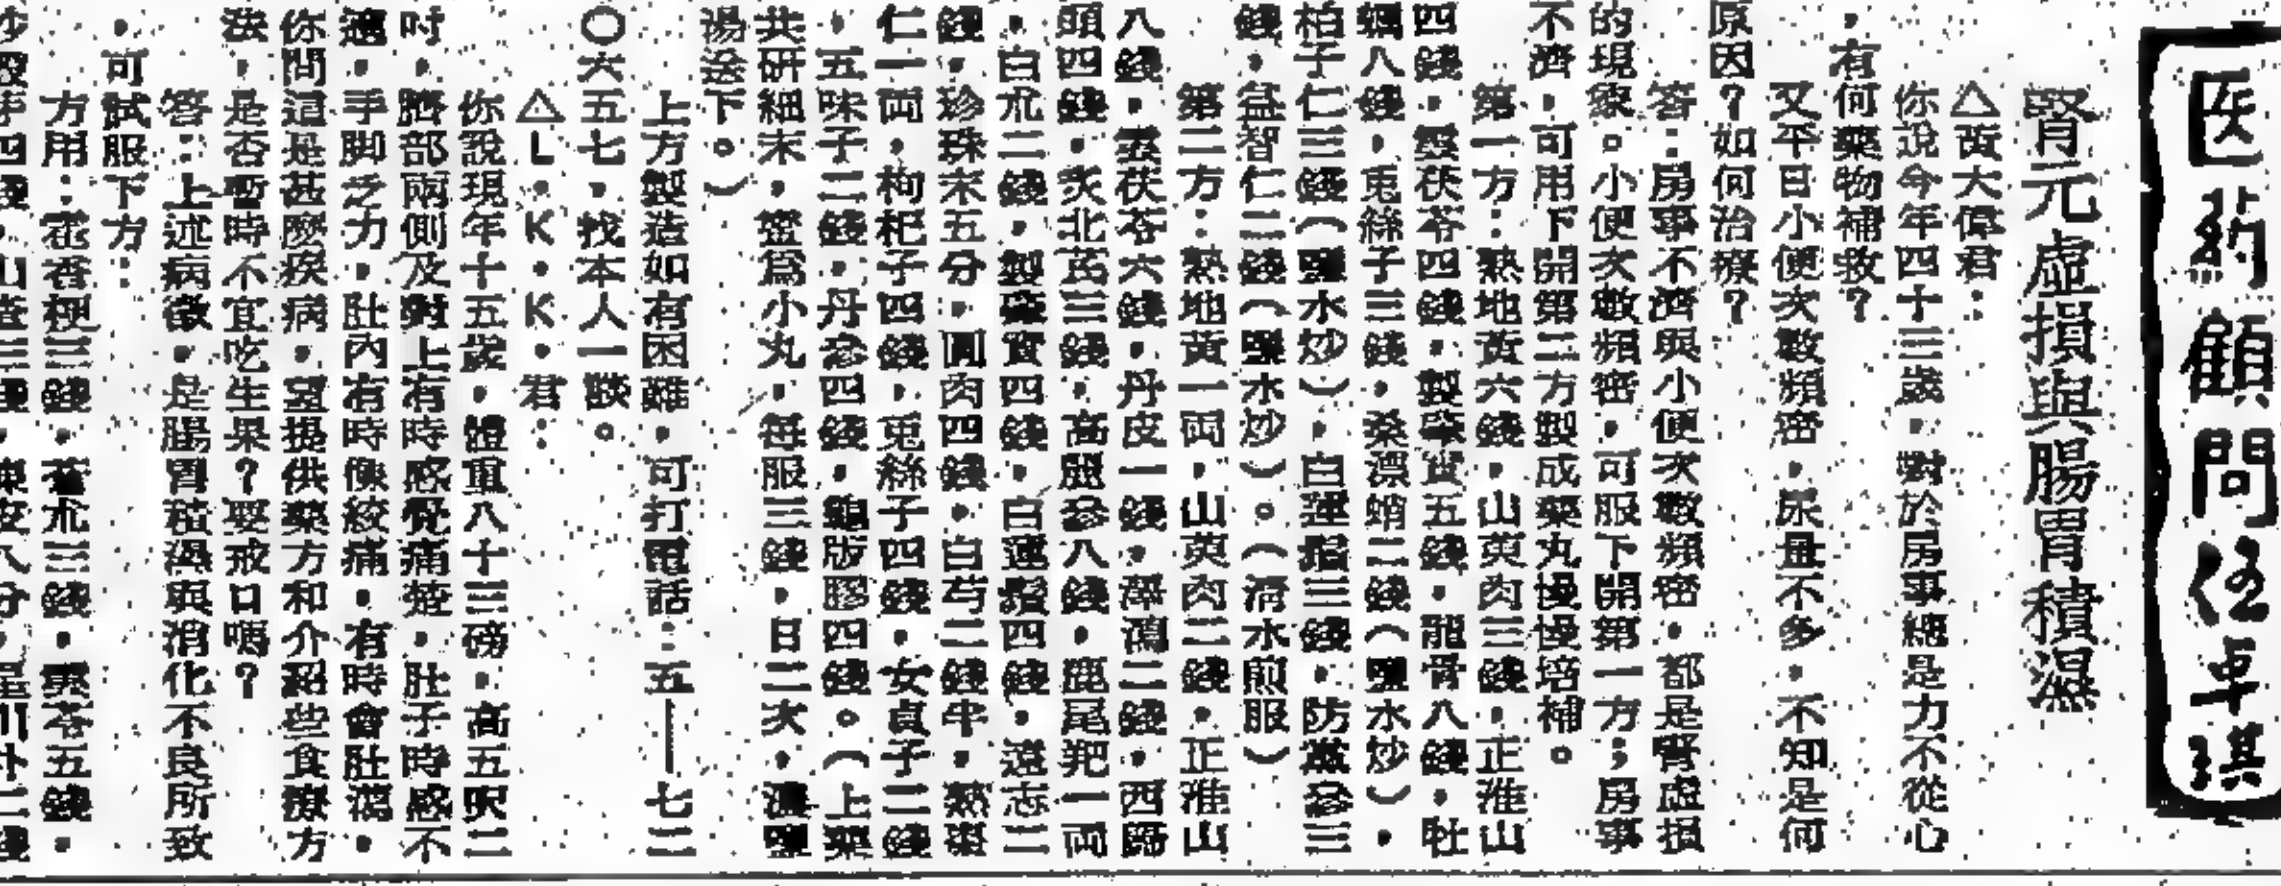 医药顧問伍卓琪
腎元虛損與腸胃積濕
△黃大偉君：
你說今年四十三歲，對於房事總是力不從心
，有何藥物補救？
又平日小便次數頻密，尿量不多，不知是何
原因？如何治療？
答：房事不濟與小便次數頻密，都是腎虛損
的現象。小便次數頻密，可服下開第一方；房事
不濟，可用下開第二方製成藥丸慢慢培補。
第一方：熟地黃六錢，山萸肉三錢，正淮山
四錢，雲茯苓四錢，製芡實五錢，龍骨八錢，牡
蠣八錢，兎絲子三錢，桑漂蛸二錢（鹽水炒），
柏子仁三錢（鹽水炒），白蓮鬚三錢，防黨參三
錢，益智仁二錢（鹽水炒）。（清水煎服）
第二方：熟地黃一両，山萸肉二錢，正淮山
八錢，雲茯苓六錢，丹皮一錢，澤瀉二錢，西歸
頭四錢，炙北芪三錢，高麗參八錢，鹿尾羓一両
，白朮二錢，製芡實四錢，白蓮鬚四錢，遠志二
錢，珍珠末五分，圓肉四錢，白芍二錢半，熟棗
仁一両，枸杞子四錢，兎絲子四錢，女貞子二錢
，五味子二錢，丹參四錢，龜版膠四錢。（上藥
共研細末，蜜為小丸，每服三錢，日二次，淡鹽
湯送下。）
上方製造如有困難，可打電話：五——七二
〇六五七，找本人一談。
△L．K．K．君：
你說現年十五歲，體重八十三磅，高五呎二
吋，臍部兩側及對上有時感覺痛楚，肚子時感不
適，手脚乏力，肚內有時像絞痛，有時會肚瀉，
你問這是甚麼疾病，望提供藥方和介紹些食療方
法，是否暫時不宜吃生果？要戒口嗎？
答：上述病徵，是腸胃積濕與消化不良所致
，可試服下方：
方用：藿香梗三錢，蒼朮三錢，茯苓五錢，